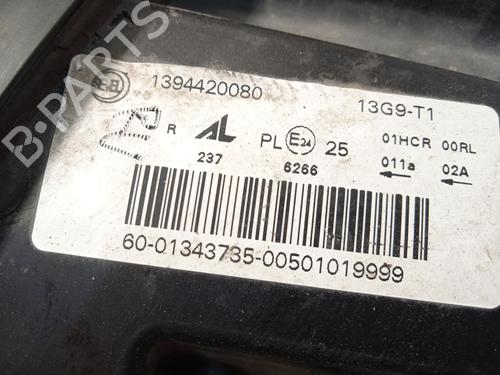 1394420080
13G9-T1
R AL PL E24 25 01HCR 00RL
237 6266 011a 02A
60-01343735-00501019999
B-PARTS